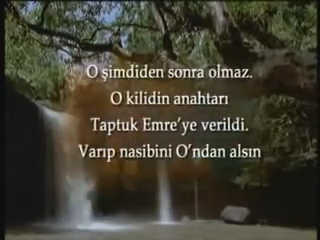 O şimdiden sonra olmaz.
O kilidin anahtarı
Taptuk Emre'ye verildi.
Varıp nasibini O'ndan alsın